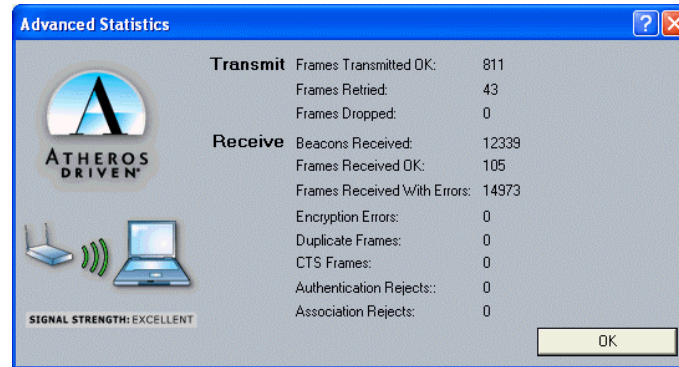 Advanced Statistics
Transmit Frames Transmitted OK: 811
Frames Retried: 43
Frames Dropped: 0
Receive Beacons Received: 12339
Frames Received OK: 105
Frames Received With Errors: 14973
Encryption Errors: 0
Duplicate Frames: 0
CTS Frames: 0
Authentication Rejects:: 0
Association Rejects: 0
ATHEROS
DRIVEN
SIGNAL STRENGTH: EXCELLENT
OK